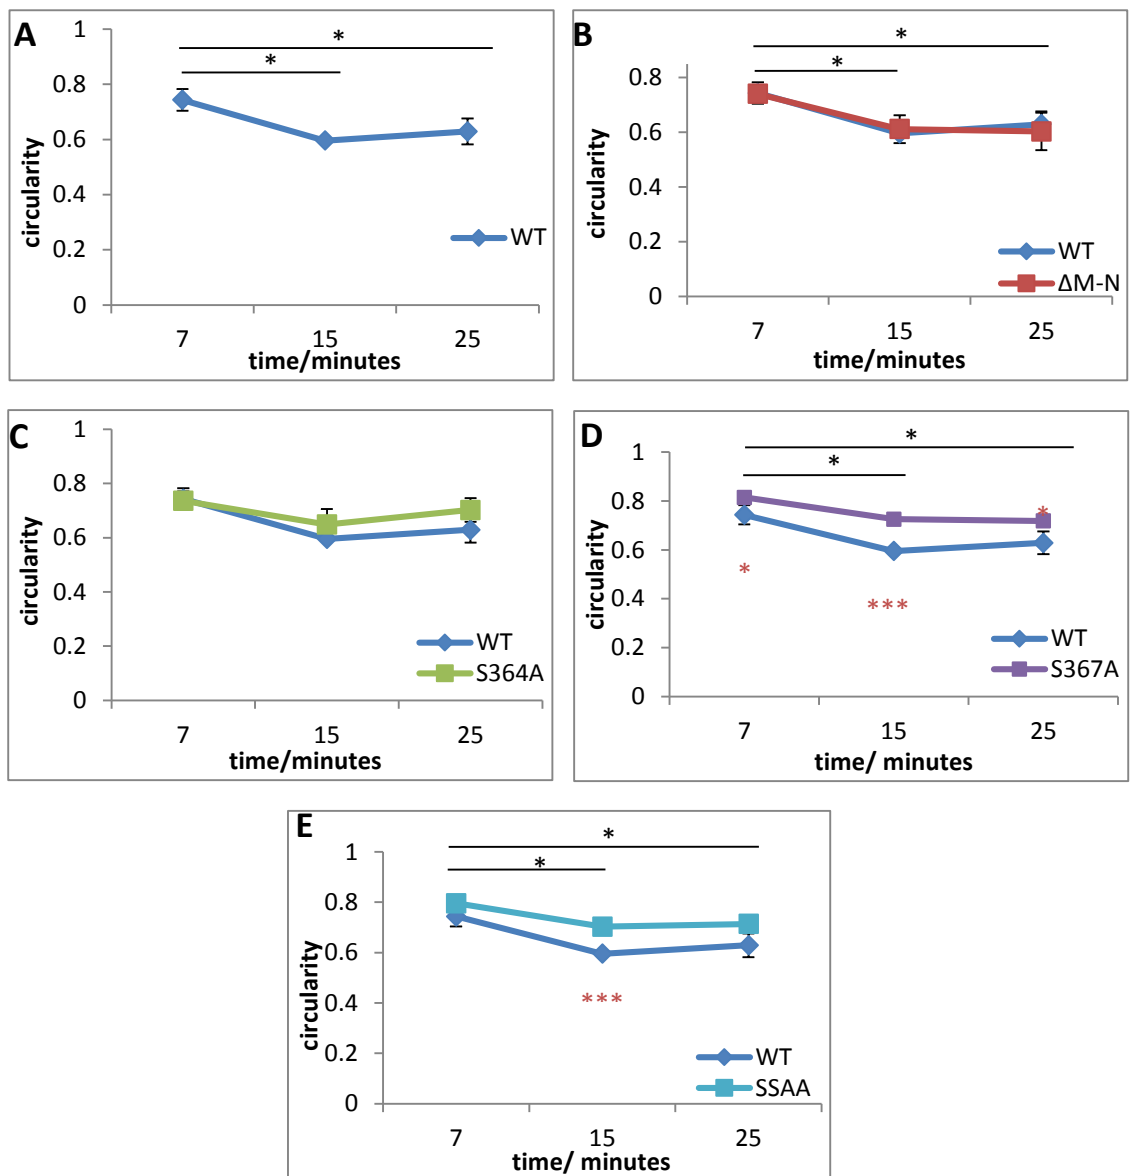 A
*
*
1
0.8
0.6
0.4
0.2
0
circularity
WT
7 15 25
time/minutes
B
*
*
0.8
0.6
0.4
0.2
0
circularity
WT
ΔM-N
7 15 25
time/minutes
C
1
0.8
0.6
0.4
0.2
0
circularity
WT
S364A
7 15 25
time/minutes
D
*
*
1
0.8
0.6
0.4
0.2
0
circularity
*
*
***
WT
S367A
7 15 25
time/ minutes
E
*
*
1
0.8
0.6
0.4
0.2
0
circularity
***
WT
SSAA
7 15 25
time/ minutes